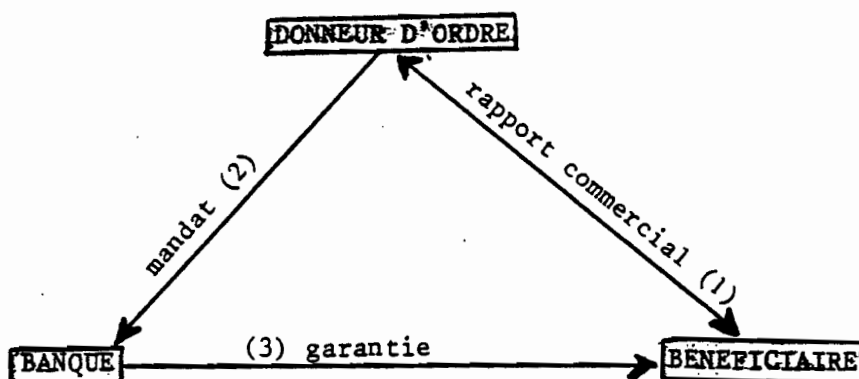 DONNEUR D'ORDRE
rapport commercial (1)
mandat (2)
(3) garantie
BANQUE
BENEFICIAIRE